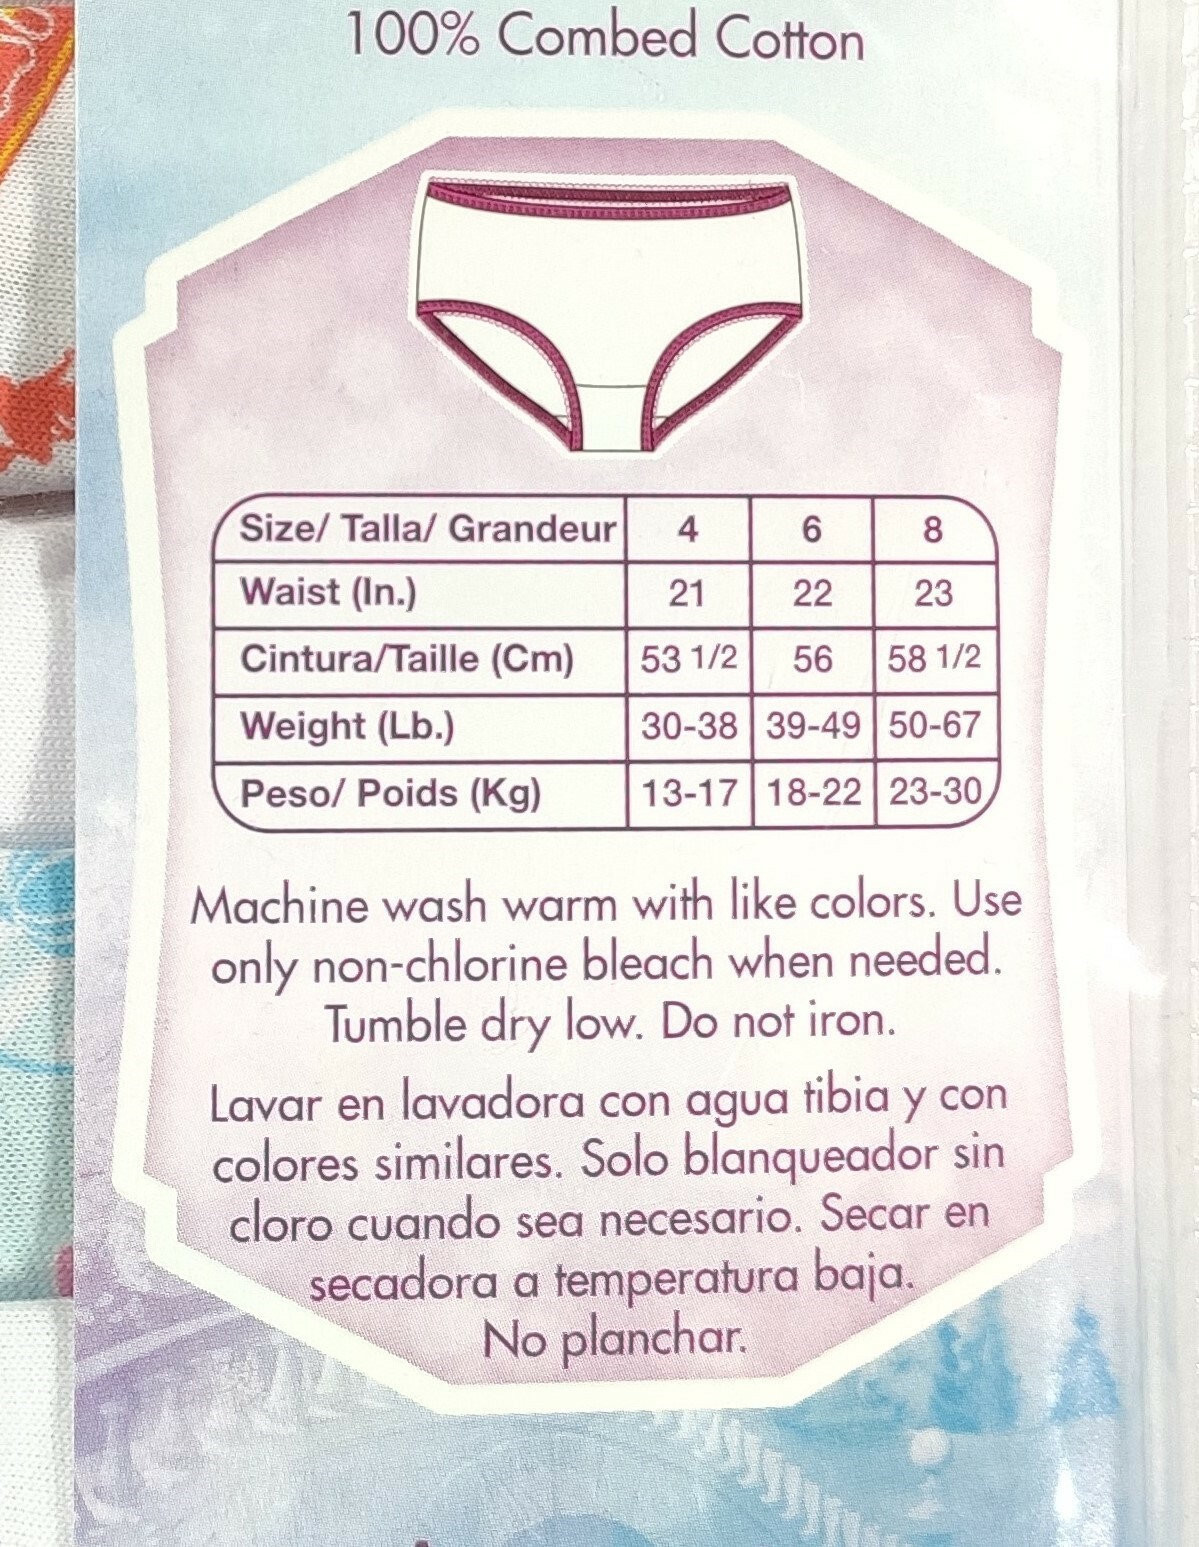 100% Combed Cotton
Size/ Talla/ Grandeur 4 6 8
Waist (In.) 21 22 23
Cintura/Taille (Cm) 53 1/2 56 58 1/2
Weight (Lb.) 30-38 39-49 50-67
Peso/ Poids (Kg) 13-17 18-22 23-30
Machine wash warm with like colors. Use
only non-chlorine bleach when needed.
Tumble dry low. Do not iron.
Lavar en lavadora con agua tibia y con
colores similares. Solo blanqueador sin
cloro cuando sea necesario. Secar en
secadora a temperatura baja.
No planchar.